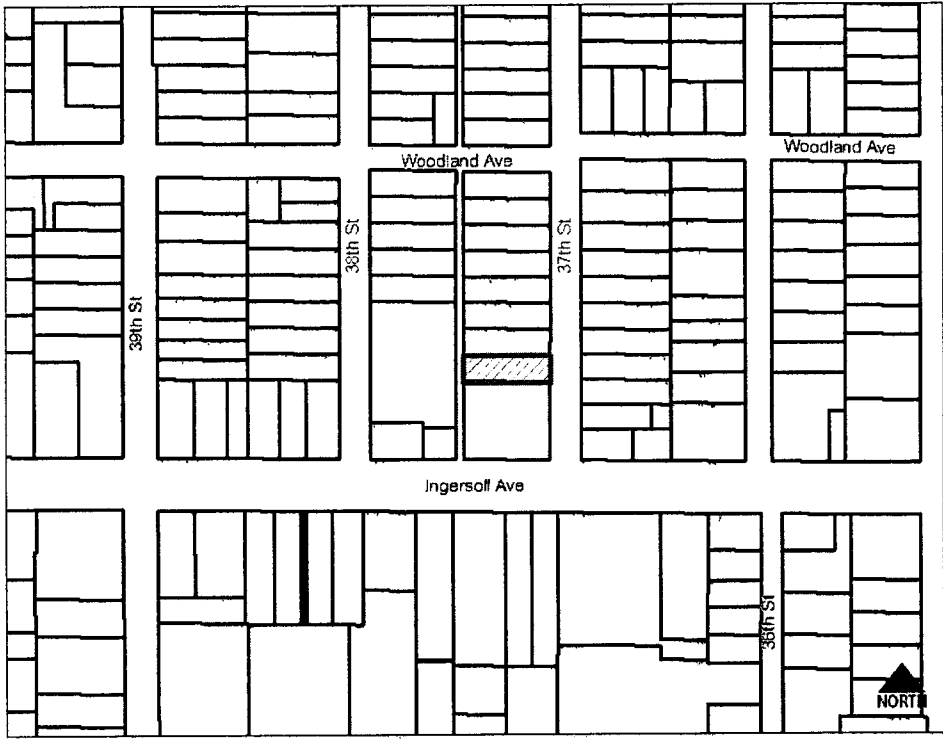 Woodland Ave
Woodland Ave
38th St
37th St
39th St
Ingersoll Ave
36th St
NORTH